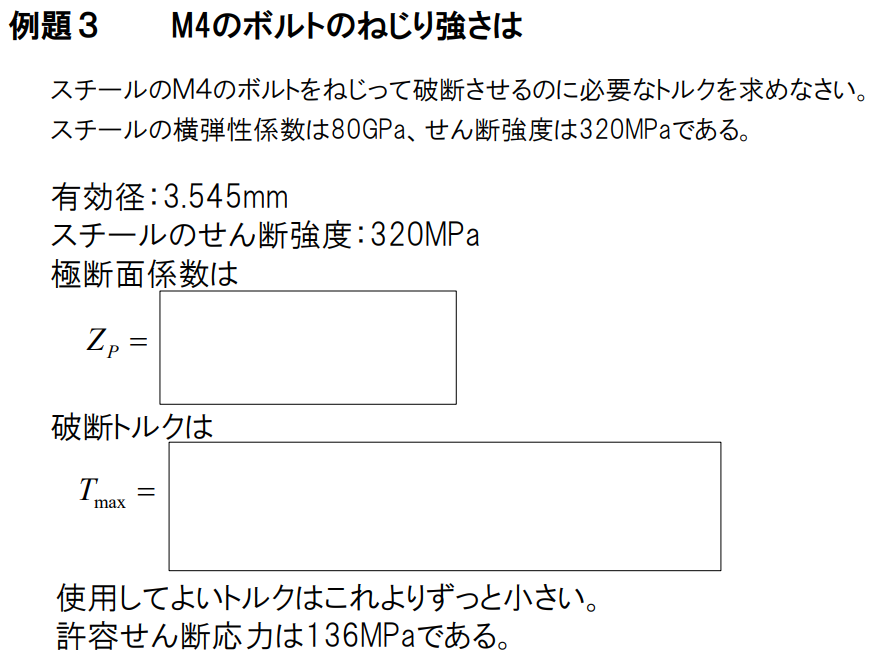 例題３　　M4のボルトのねじり強さは
スチールのＭ４のボルトをねじって破断させるのに必要なトルクを求めなさい。
スチールの横弾性係数は80GPa、せん断強度は320MPaである。
有効径：3.545mm
スチールのせん断強度：320MPa
極断面係数は
Z_P =
破断トルクは
T_max =
使用してよいトルクはこれよりずっと小さい。
許容せん断応力は136MPaである。